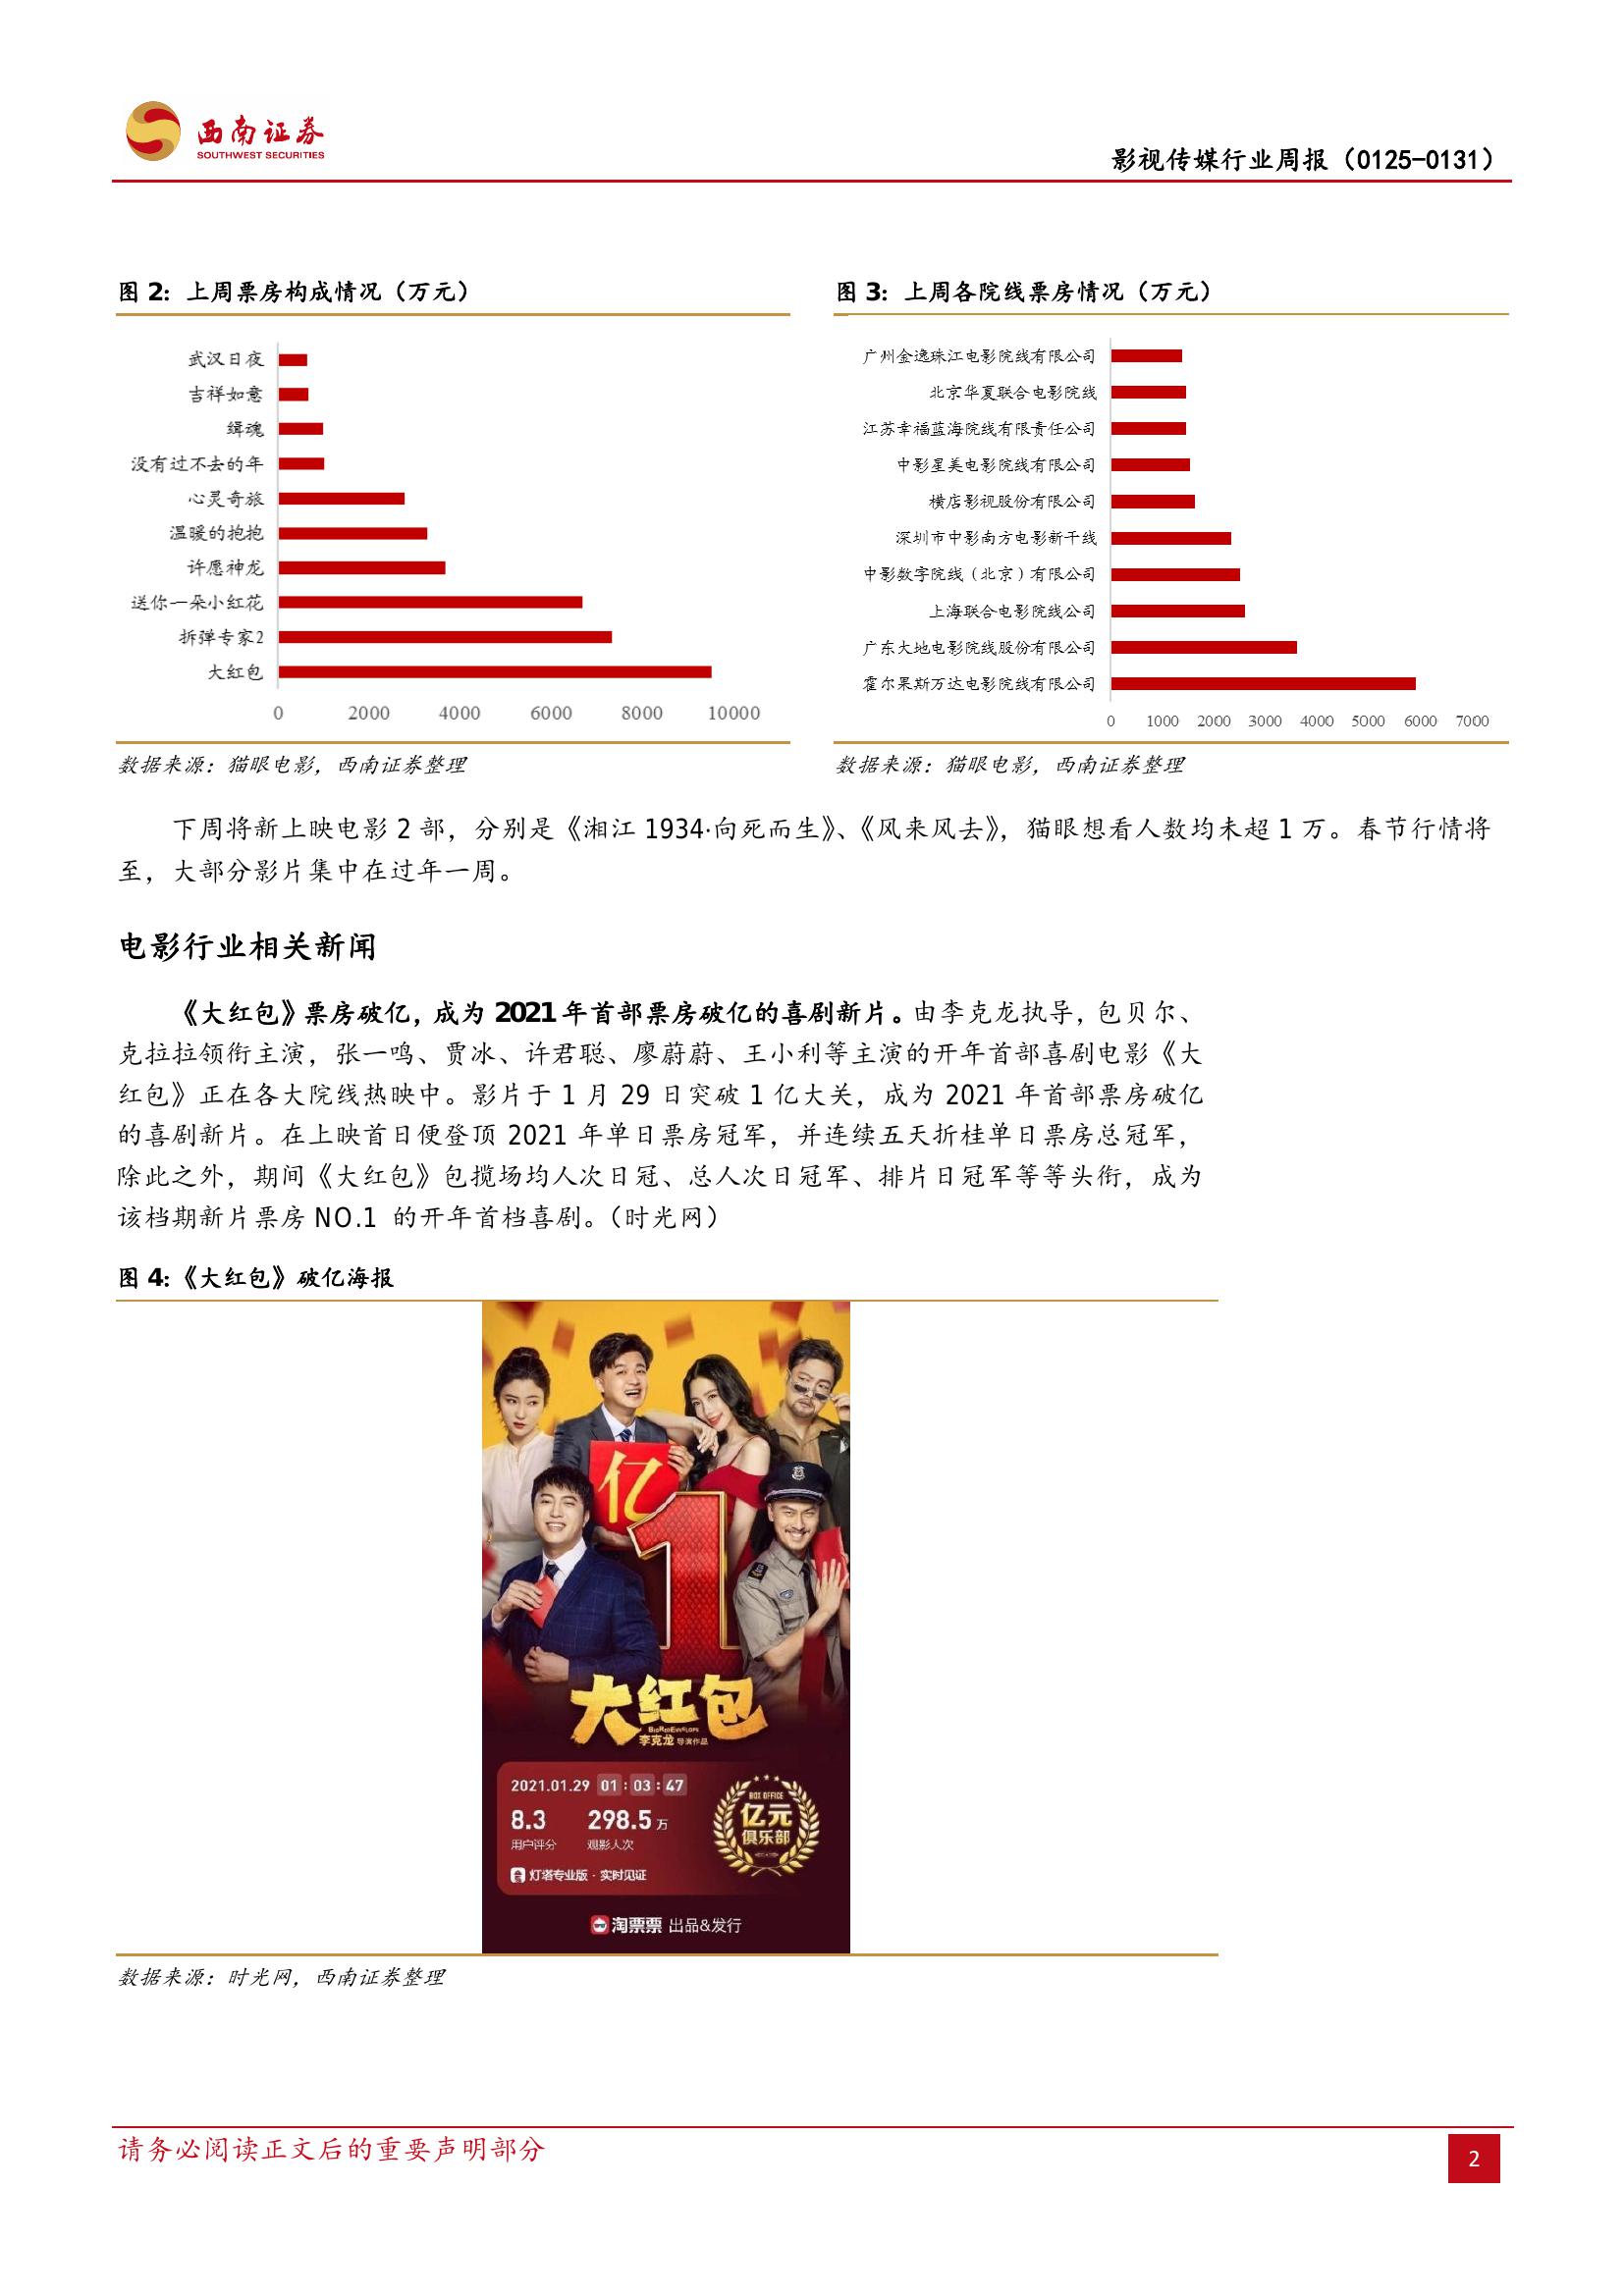 西南证券
SOUTHWEST SECURITIES
影视传媒行业周报（0125-0131）
图 2：上周票房构成情况（万元）
武汉日夜
吉祥如意
缉魂
没有过不去的年
心灵奇旅
温暖的抱抱
许愿神龙
送你一朵小红花
拆弹专家2
大红包
0 2000 4000 6000 8000 10000
数据来源：猫眼电影，西南证券整理
图 3：上周各院线票房情况（万元）
广州金逸珠江电影院线有限公司
北京华夏联合电影院线
江苏幸福蓝海院线有限责任公司
中影星美电影院线有限公司
横店影视股份有限公司
深圳市中影南方电影新干线
中影数字院线（北京）有限公司
上海联合电影院线公司
广东大地电影院线股份有限公司
霍尔果斯万达电影院线有限公司
0 1000 2000 3000 4000 5000 6000 7000
数据来源：猫眼电影，西南证券整理
下周将新上映电影 2 部，分别是《湘江 1934·向死而生》、《风来风去》，猫眼想看人数均未超 1 万。春节行情将
至，大部分影片集中在过年一周。
电影行业相关新闻
《大红包》票房破亿，成为 2021 年首部票房破亿的喜剧新片。由李克龙执导，包贝尔、
克拉拉领衔主演，张一鸣、贾冰、许君聪、廖蔚蔚、王小利等主演的开年首部喜剧电影《大
红包》正在各大院线热映中。影片于 1 月 29 日突破 1 亿大关，成为 2021 年首部票房破亿
的喜剧新片。在上映首日便登顶 2021 年单日票房冠军，并连续五天折桂单日票房总冠军，
除此之外，期间《大红包》包揽场均人次日冠、总人次日冠军、排片日冠军等等头衔，成为
该档期新片票房 NO.1 的开年首档喜剧。（时光网）
图 4：《大红包》破亿海报
亿
1
大红包
BIG RED ENVELOPE
李克龙 导演作品
2021.01.29 01:03:47
8.3 298.5 万
用户评分 观影人次
灯塔专业版 · 实时见证
BOX OFFICE
亿元
俱乐部
淘票票 出品&发行
数据来源：时光网，西南证券整理
请务必阅读正文后的重要声明部分
2